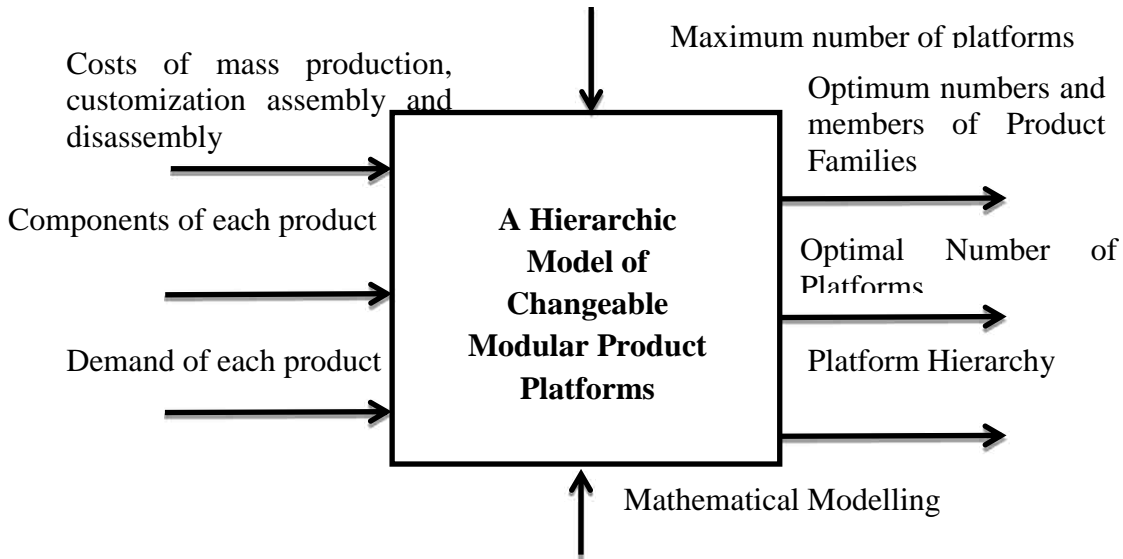 Maximum number of platforms
Costs of mass production,
customization assembly and
disassembly
Components of each product
Demand of each product
A Hierarchic
Model of
Changeable
Modular Product
Platforms
Optimum numbers and
members of Product
Families
Optimal Number of
Platforms
Platform Hierarchy
Mathematical Modelling